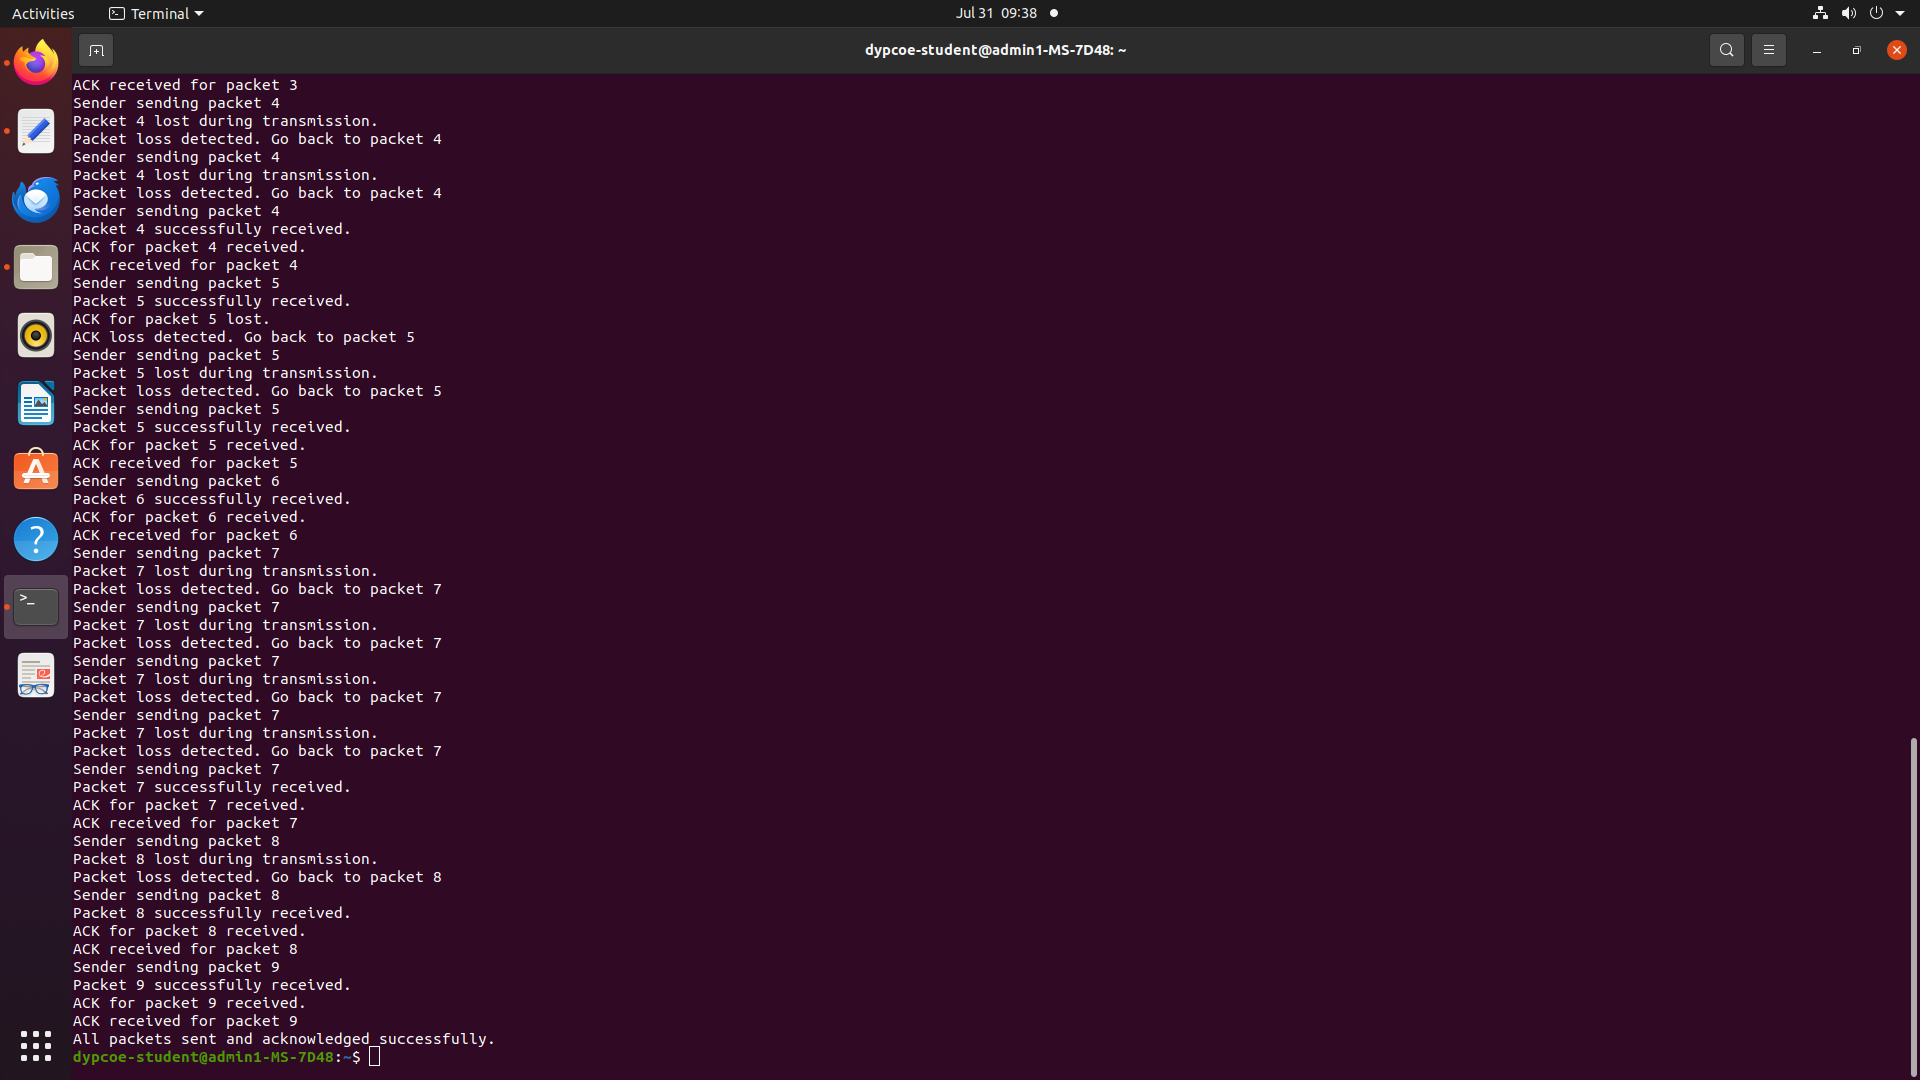 Activities
Terminal
Jul 31 09:38
dypcoe-student@admin1-MS-7D48: ~
ACK received for packet 3
Sender sending packet 4
Packet 4 lost during transmission.
Packet loss detected. Go back to packet 4
Sender sending packet 4
Packet 4 lost during transmission.
Packet loss detected. Go back to packet 4
Sender sending packet 4
Packet 4 successfully received.
ACK for packet 4 received.
ACK received for packet 4
Sender sending packet 5
Packet 5 successfully received.
ACK for packet 5 lost.
ACK loss detected. Go back to packet 5
Sender sending packet 5
Packet 5 lost during transmission.
Packet loss detected. Go back to packet 5
Sender sending packet 5
Packet 5 successfully received.
ACK for packet 5 received.
ACK received for packet 5
Sender sending packet 6
Packet 6 successfully received.
ACK for packet 6 received.
ACK received for packet 6
Sender sending packet 7
Packet 7 lost during transmission.
Packet loss detected. Go back to packet 7
Sender sending packet 7
Packet 7 lost during transmission.
Packet loss detected. Go back to packet 7
Sender sending packet 7
Packet 7 lost during transmission.
Packet loss detected. Go back to packet 7
Sender sending packet 7
Packet 7 lost during transmission.
Packet loss detected. Go back to packet 7
Sender sending packet 7
Packet 7 successfully received.
ACK for packet 7 received.
ACK received for packet 7
Sender sending packet 8
Packet 8 lost during transmission.
Packet loss detected. Go back to packet 8
Sender sending packet 8
Packet 8 successfully received.
ACK for packet 8 received.
ACK received for packet 8
Sender sending packet 9
Packet 9 successfully received.
ACK for packet 9 received.
ACK received for packet 9
All packets sent and acknowledged successfully.
dypcoe-student@admin1-MS-7D48:~$